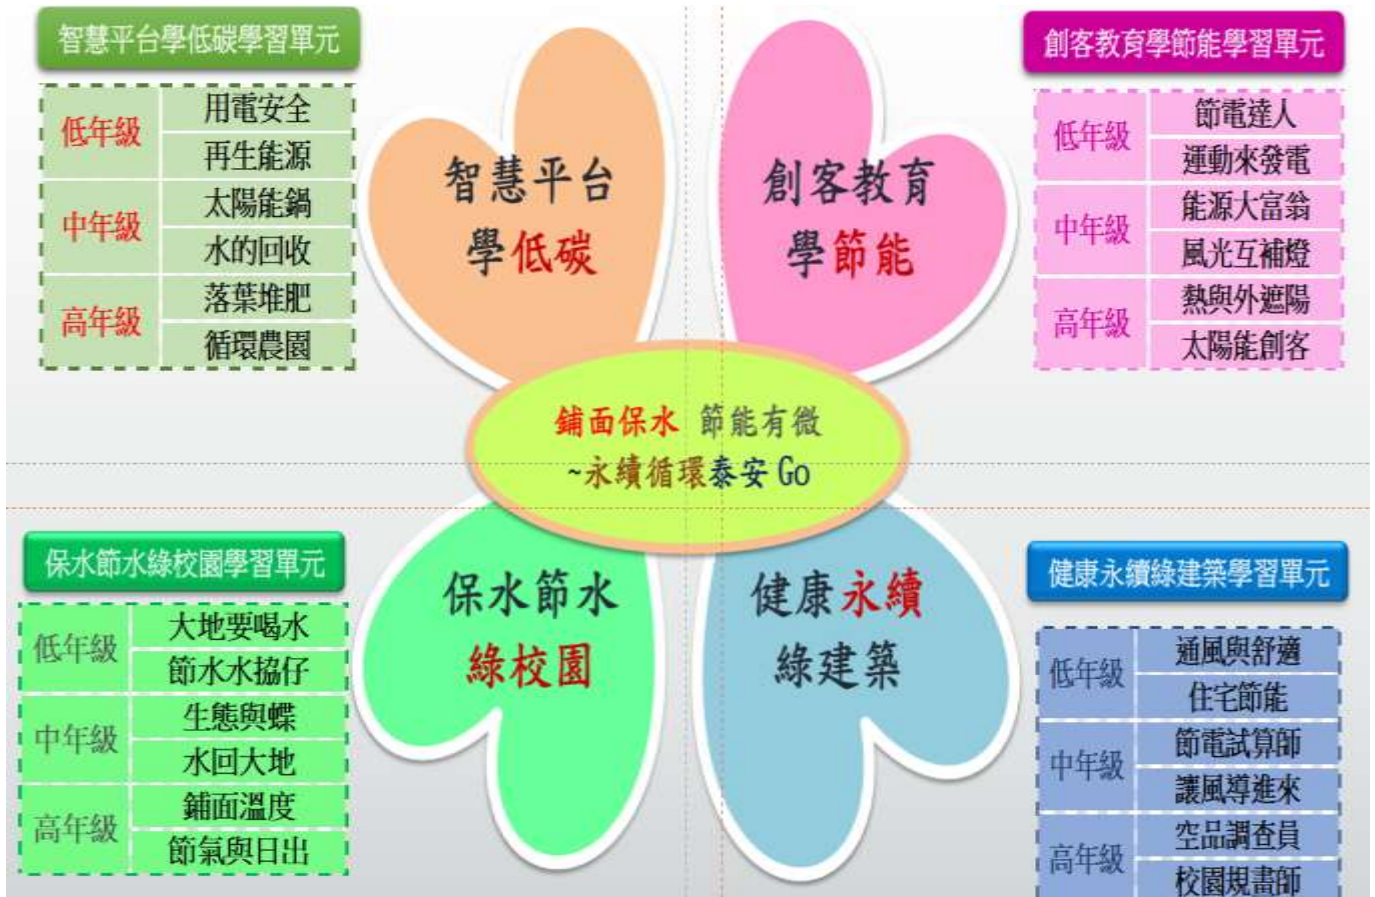 智慧平台學低碳學習單元
低年級
用電安全
再生能源
中年級
太陽能鍋
水的回收
高年級
落葉堆肥
循環農園
智慧平台
學低碳
創客教育
學節能
創客教育學節能學習單元
低年級
節電達人
運動來發電
中年級
能源大富翁
風光互補燈
高年級
熱與外遮陽
太陽能創客
鋪面保水 節能有微
~永續循環泰安 Go
保水節水綠校園學習單元
低年級
大地要喝水
節水水撾仔
中年級
生態與蝶
水回大地
高年級
鋪面溫度
節氣與日出
保水節水
綠校園
健康永續
綠建築
健康永續綠建築學習單元
低年級
通風與舒適
住宅節能
中年級
節電試算師
讓風導進來
高年級
空品調查員
校園規畫師